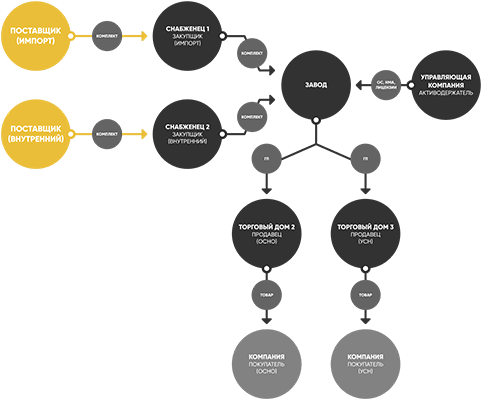 ПОСТАВЩИК
(ИМПОРТ)
КОМПЛЕКТ
СНАБЖЕНЕЦ 1
ЗАКУПЩИК
(ИМПОРТ)
КОМПЛЕКТ
ЗАВОД
ОС, НМА,
ЛИЦЕНЗИИ
УПРАВЛЯЮЩАЯ
КОМПАНИЯ
АКТИВОДЕРЖАТЕЛЬ
ПОСТАВЩИК
(ВНУТРЕННИЙ)
КОМПЛЕКТ
СНАБЖЕНЕЦ 2
ЗАКУПЩИК
(ВНУТРЕННИЙ)
КОМПЛЕКТ
ГП
ГП
ТОРГОВЫЙ ДОМ 2
ПРОДАВЕЦ
(ОСНО)
ТОРГОВЫЙ ДОМ 3
ПРОДАВЕЦ
(УСН)
ТОВАР
ТОВАР
КОМПАНИЯ
ПОКУПАТЕЛЬ
(ОСНО)
КОМПАНИЯ
ПОКУПАТЕЛЬ
(УСН)